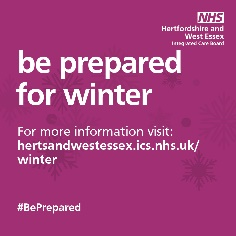 NHS
Hertfordshire and
West Essex
Integrated Care Board
be prepared
for winter
For more information visit:
hertsandwestessex.ics.nhs.uk/
winter
#BePrepared